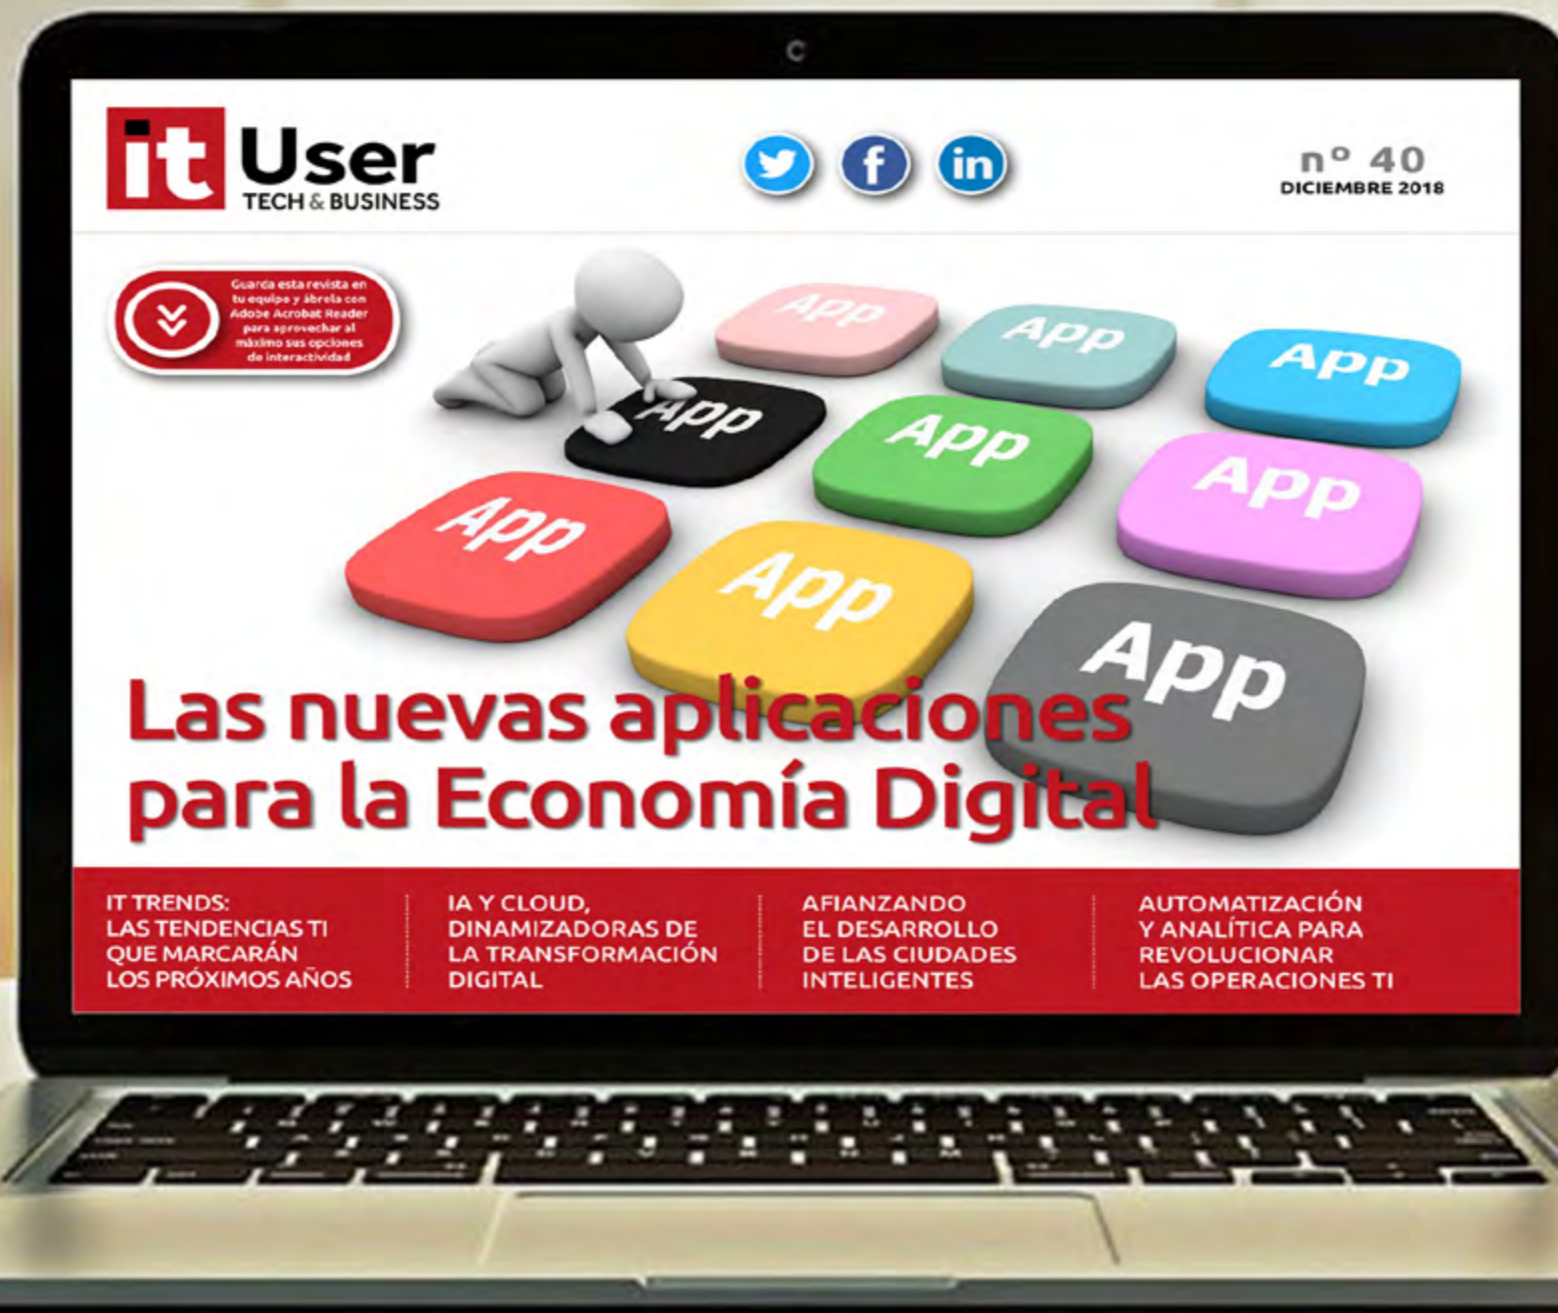 it User
TECH & BUSINESS
nº 40
DICIEMBRE 2018
Guarda esta revista en
tu equipo y ábrela con
Adobe Acrobat Reader
para aprovechar al
máximo sus opciones
de interactividad
App
App
App
App
App
App
App
App
App
Las nuevas aplicaciones
para la Economía Digital
IT TRENDS:
LAS TENDENCIAS TI
QUE MARCARÁN
LOS PRÓXIMOS AÑOS
IA Y CLOUD,
DINAMIZADORAS DE
LA TRANSFORMACIÓN
DIGITAL
AFIANZANDO
EL DESARROLLO
DE LAS CIUDADES
INTELIGENTES
AUTOMATIZACIÓN
Y ANALÍTICA PARA
REVOLUCIONAR
LAS OPERACIONES TI